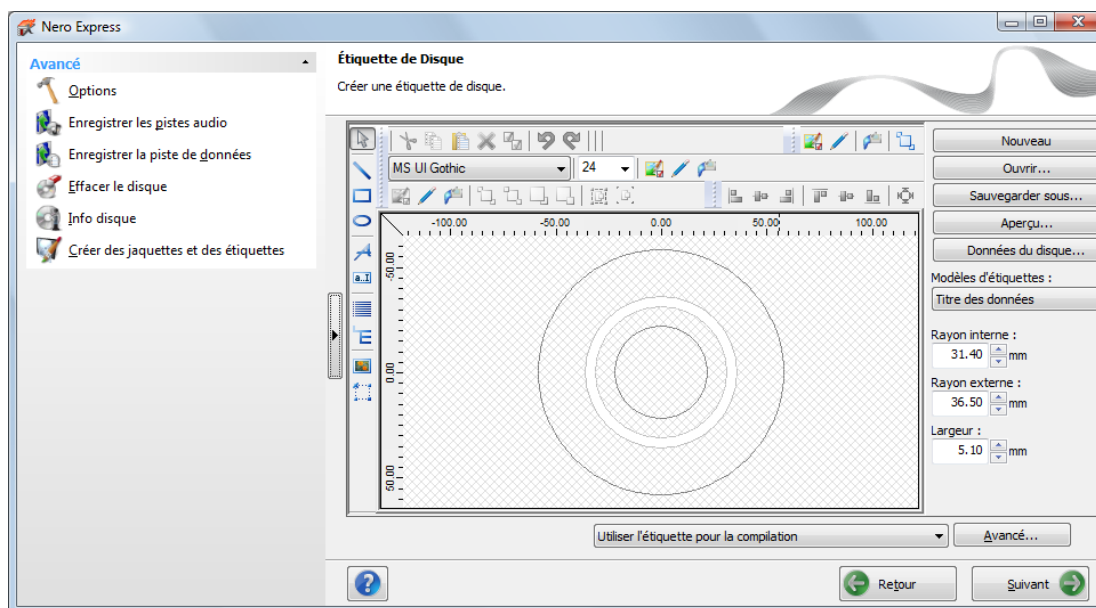 Nero Express
Avancé
Options
Enregistrer les pistes audio
Enregistrer la piste de données
Effacer le disque
Info disque
Créer des jaquettes et des étiquettes
Étiquette de Disque
Créer une étiquette de disque.
MS UI Gothic
24
a..I
-100.00
-50.00
0.00
50.00
100.00
-50.00
0.00
50.00
Nouveau
Ouvrir...
Sauvegarder sous...
Aperçu...
Données du disque...
Modèles d'étiquettes :
Titre des données
Rayon interne :
31.40 mm
Rayon externe :
36.50 mm
Largeur :
5.10 mm
Utiliser l'étiquette pour la compilation
Avancé...
?
Retour
Suivant